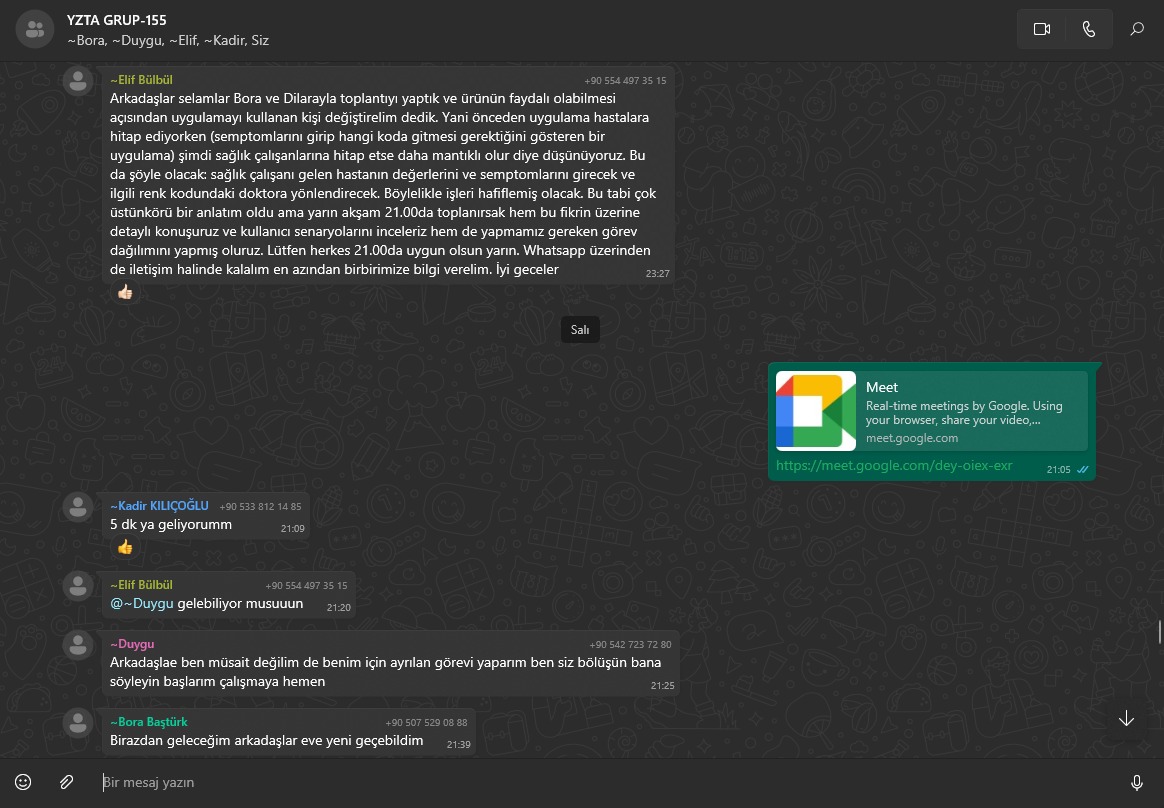 YZTA GRUP-155
~Bora, ~Duygu, ~Elif, ~Kadir, Siz
~Elif Bülbül +90 554 497 35 15
Arkadaşlar selamlar Bora ve Dilarayla toplantıyı yaptık ve ürünün faydalı olabilmesi
açısından uygulamayı kullanan kişi değiştirelim dedik. Yani önceden uygulama hastalara
hitap ediyorken (semptomlarını girip hangi koda gitmesi gerektiğini gösteren bir
uygulama) şimdi sağlık çalışanlarına hitap etse daha mantıklı olur diye düşünüyoruz. Bu
da şöyle olacak: sağlık çalışanı gelen hastanın değerlerini ve semptomlarını girecek ve
ilgili renk kodundaki doktora yönlendirecek. Böylelikle işleri hafiflemiş olacak. Bu tabi çok
üstünkörü bir anlatım oldu ama yarın akşam 21.00da toplanırsak hem bu fikrin üzerine
detaylı konuşuruz ve kullanıcı senaryolarını inceleriz hem de yapmamız gereken görev
dağılımını yapmış oluruz. Lütfen herkes 21.00da uygun olsun yarın. Whatsapp üzerinden
de iletişim halinde kalalım en azından birbirimize bilgi verelim. İyi geceler
23:27
Salı
Meet
Real-time meetings by Google. Using
your browser, share your video,...
meet.google.com
https://meet.google.com/dey-oiex-exr
21:05
~Kadir KILIÇOĞLU +90 533 812 14 85
5 dk ya geliyorumm
21:09
~Elif Bülbül +90 554 497 35 15
@~Duygu gelebiliyor musuuun
21:20
~Duygu +90 542 723 72 80
Arkadaşlae ben müsait değilim de benim için ayrılan görevi yaparım ben siz bölüşün bana
söyleyin başlarım çalışmaya hemen
21:25
~Bora Baştürk +90 507 529 08 88
Birazdan geleceğim arkadaşlar eve yeni geçebildim
21:39
Bir mesaj yazın